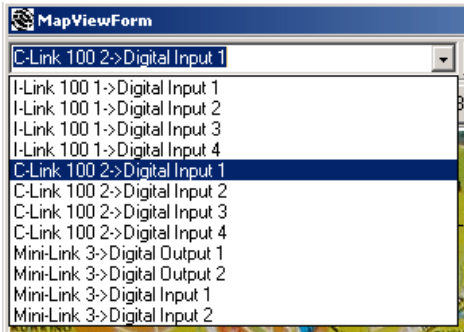 MapViewForm
C-Link 100 2->Digital Input 1
I-Link 100 1->Digital Input 1
I-Link 100 1->Digital Input 2
I-Link 100 1->Digital Input 3
I-Link 100 1->Digital Input 4
C-Link 100 2->Digital Input 1
C-Link 100 2->Digital Input 2
C-Link 100 2->Digital Input 3
C-Link 100 2->Digital Input 4
Mini-Link 3->Digital Output 1
Mini-Link 3->Digital Output 2
Mini-Link 3->Digital Input 1
Mini-Link 3->Digital Input 2